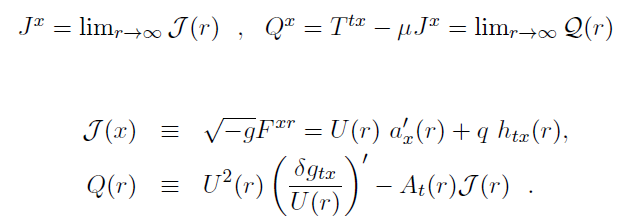 $J^x = \lim_{r\to\infty} \mathcal{J}(r)$ , $Q^x = T^{tx} - \mu J^x = \lim_{r\to\infty} \mathcal{Q}(r)$
$\mathcal{J}(x) \equiv \sqrt{-g} F^{xr} = U(r)\, a_x'(r) + q\, h_{tx}(r),$
$Q(r) \equiv U^2(r) \left( \frac{\delta g_{tx}}{U(r)} \right)' - A_t(r) \mathcal{J}(r)$ .